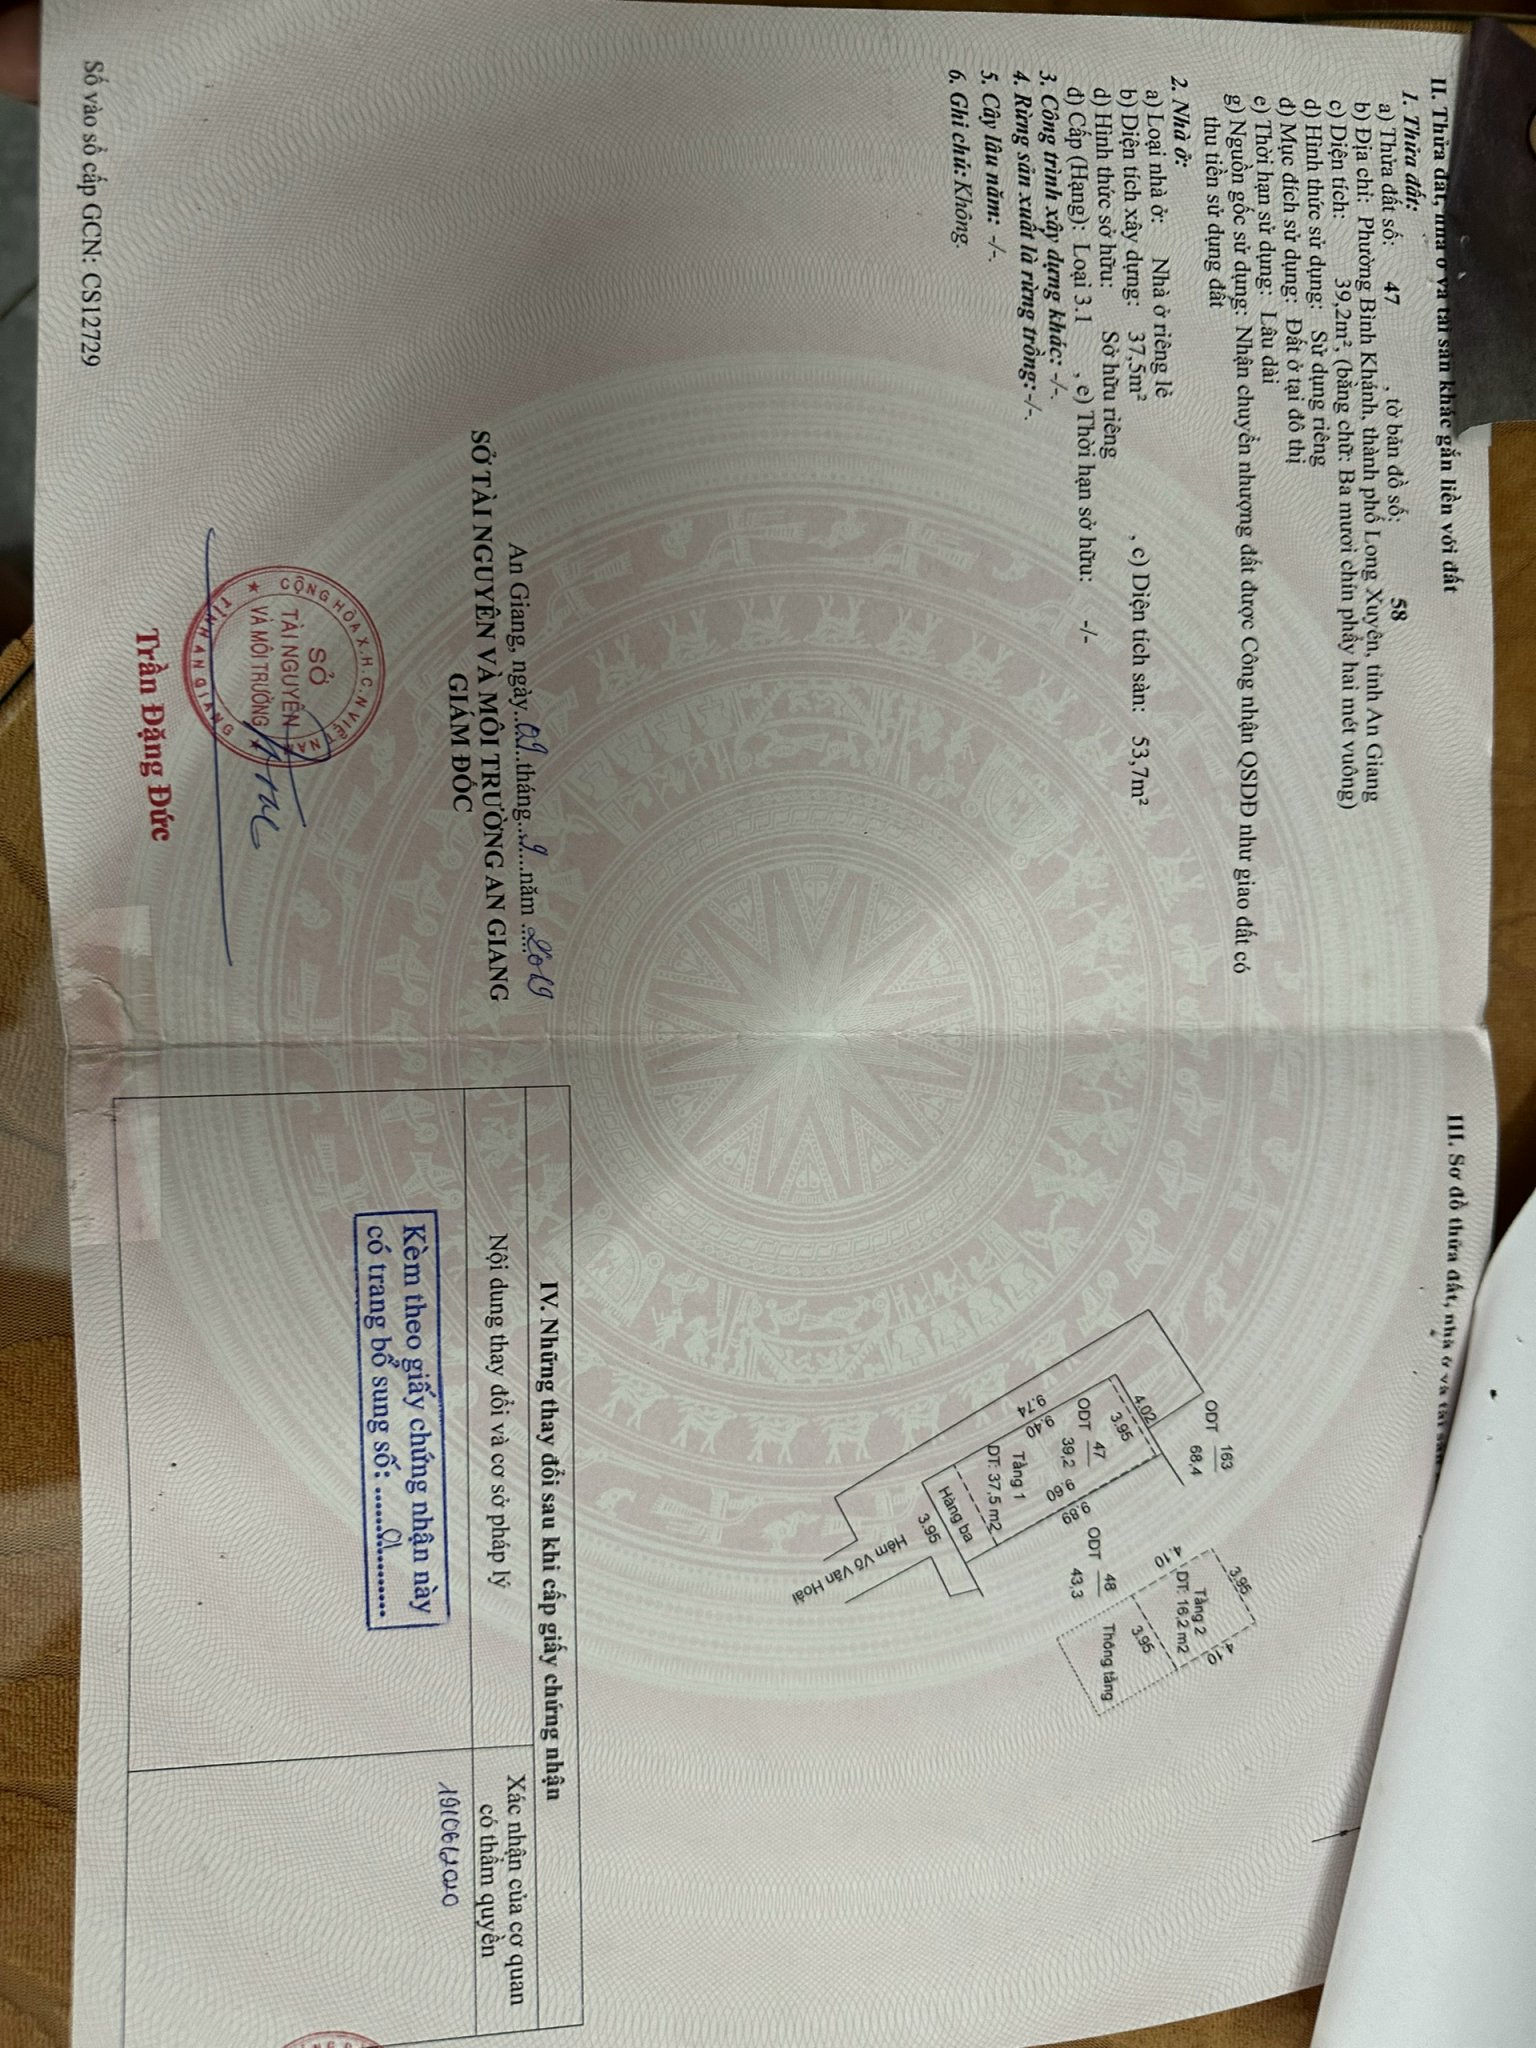 II. Thửa đất, nhà ở và tài sản khác gắn liền với đất
1. Thửa đất:
a) Thửa đất số: 47 , tờ bản đồ số: 58
b) Địa chỉ: Phường Bình Khánh, thành phố Long Xuyên, tỉnh An Giang
c) Diện tích: 39,2m², (bằng chữ: Ba mươi chín phẩy hai mét vuông)
d) Hình thức sử dụng: Sử dụng riêng
đ) Mục đích sử dụng: Đất ở tại đô thị
e) Thời hạn sử dụng: Lâu dài
g) Nguồn gốc sử dụng: Nhận chuyển nhượng đất được Công nhận QSDĐ như giao đất có
thu tiền sử dụng đất
2. Nhà ở:
a) Loại nhà ở: Nhà ở riêng lẻ
b) Diện tích xây dựng: 37,5m² , c) Diện tích sàn: 53,7m²
d) Hình thức sở hữu: Sở hữu riêng
đ) Cấp (Hạng): Loại 3.1 , e) Thời hạn sở hữu: -/-
3. Công trình xây dựng khác: -/-.
4. Rừng sản xuất là rừng trồng: -/-.
5. Cây lâu năm: -/-.
6. Ghi chú: Không.
An Giang, ngày..09..tháng...9....năm ..2019
SỞ TÀI NGUYÊN VÀ MÔI TRƯỜNG AN GIANG
GIÁM ĐỐC
CỘNG HÒA X.H.C.N VIỆT NAM
SỞ
TÀI NGUYÊN
VÀ MÔI TRƯỜNG
TỈNH AN GIANG
Trần Đặng Đức
Số vào sổ cấp GCN: CS12729
III. Sơ đồ thửa đất, nhà ở và tài sản
ODT 163
68,4
4.02
3.95
ODT 47
39,2
9.74
9.40
9.60
9.89
Tầng 1
DT: 37,5 m2
Hàng ba
3.95
Hẻm Võ Văn Hoài
ODT 48
43.3
3.95
4.10
Tầng 2
DT: 16,2 m2
4.10
3.95
Thông tầng
IV. Những thay đổi sau khi cấp giấy chứng nhận
Nội dung thay đổi và cơ sở pháp lý
Xác nhận của cơ quan
có thẩm quyền
Kèm theo giấy chứng nhận này
có trang bổ sung số:
19/06/2020